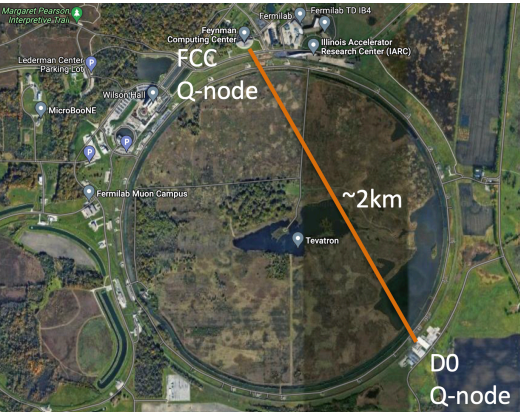 Margaret Pearson
Interpretive Trail
Fermilab
Fermilab TD IB4
Feynman
Computing Center
Illinois Accelerator
Research Center (IARC)
FCC
Q-node
Lederman Center
Parking Lot
P
Wilson Hall
MicroBooNE
P
P
Fermilab Muon Campus
~2km
Tevatron
D0
Q-node